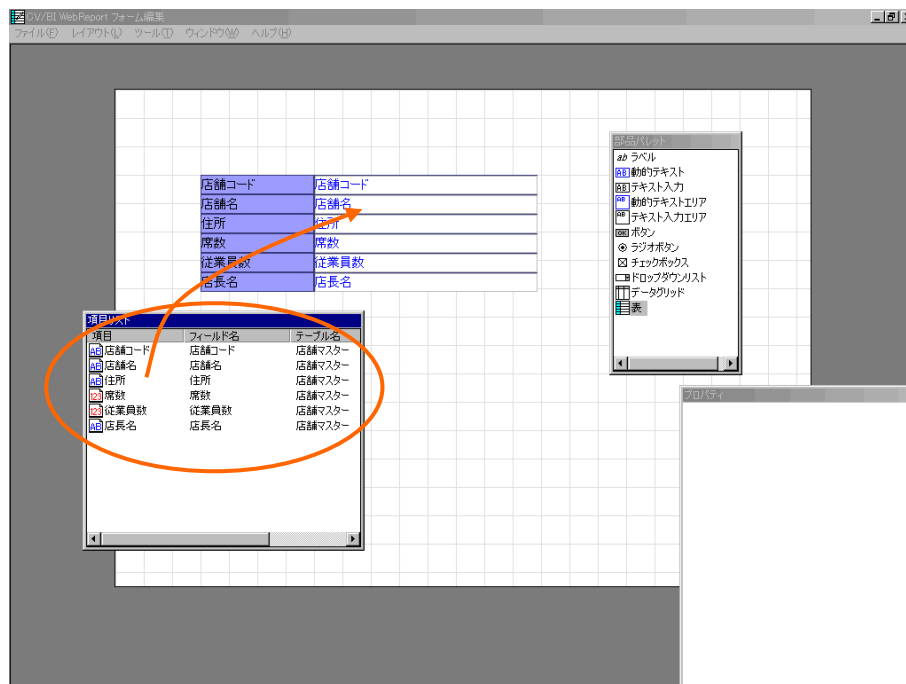 CV/BI WebReport フォーム編集
ファイル(F) レイアウト(L) ツール(T) ウィンドウ(W) ヘルプ(H)
部品パレット
ab ラベル
AB 動的テキスト
AB テキスト入力
AB 動的テキストエリア
AB テキスト入力エリア
OK ボタン
ラジオボタン
チェックボックス
ドロップダウンリスト
データグリッド
表
店舗コード 店舗コード
店舗名 店舗名
住所 住所
席数 席数
従業員数 従業員数
店長名 店長名
項目リスト
項目 フィールド名 テーブル名
AB 店舗コード 店舗コード 店舗マスター
AB 店舗名 店舗名 店舗マスター
AB 住所 住所 店舗マスター
123 席数 席数 店舗マスター
123 従業員数 従業員数 店舗マスター
AB 店長名 店長名 店舗マスター
プロパティ